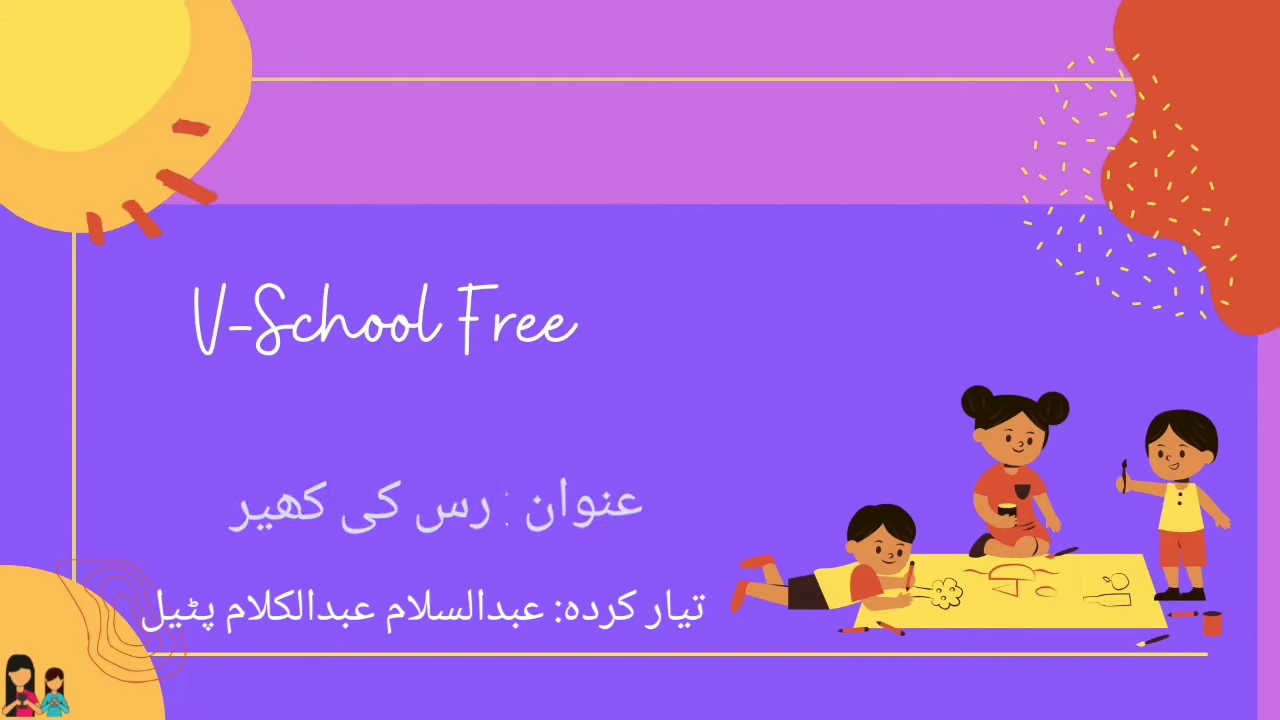 V-School Free
عنوان : رس کی کھیر
تیار کردہ: عبدالسلام عبدالکلام پٹیل